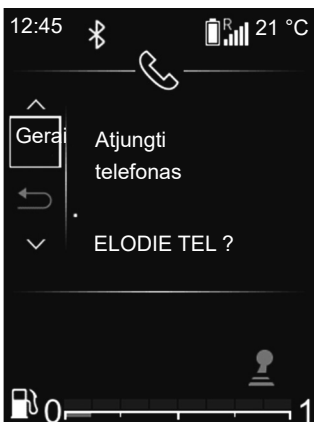 12:45
R 21 °C
Gerai
Atjungti
telefonas
ELODIE TEL ?
0 1